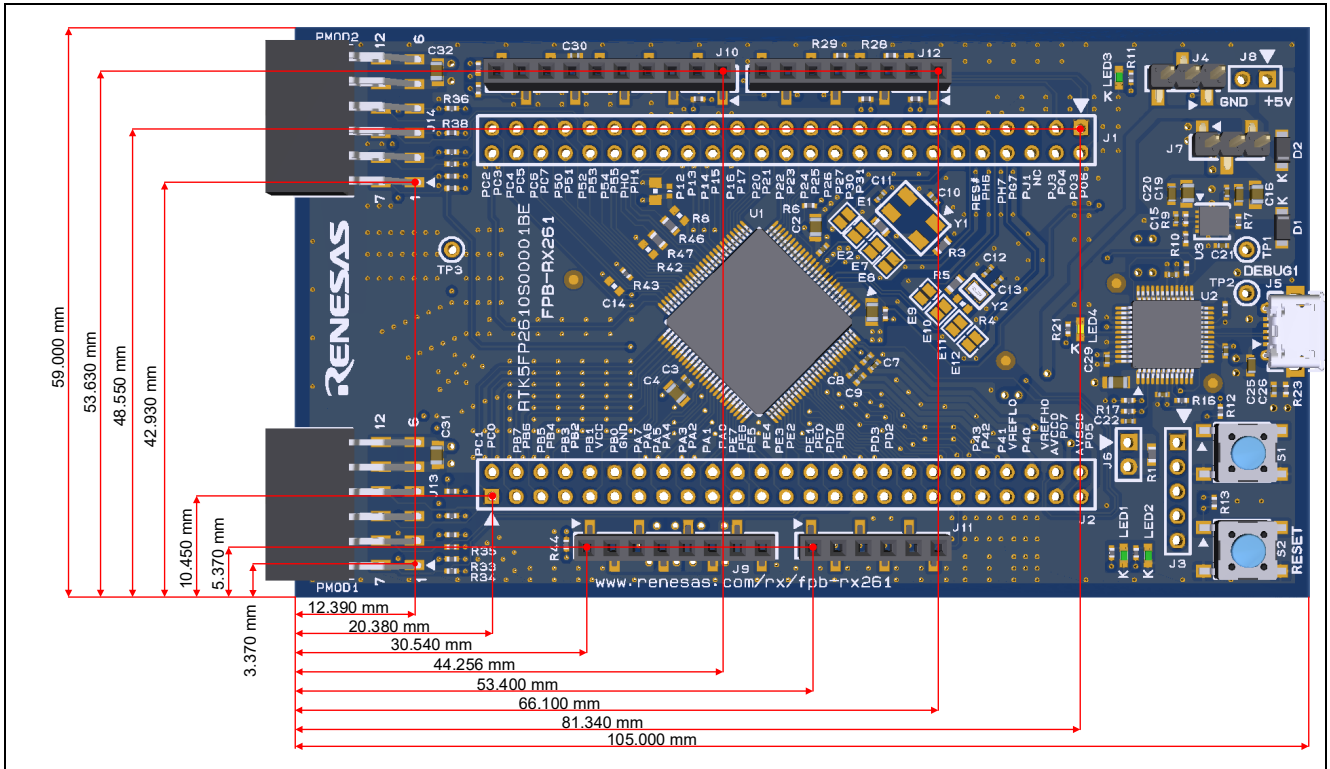 PMOD2
12
6
C32
C30
J10
R29
R28
J12
LED3
K
R11
J4
J8
GND
+5V
R36
J14
R38
J1
J7
D2
K
7
1
PC2
PC3
PC4
PC5
PC6
PC7
P50
P51
P52
P53
P54
P55
PH0
PH1
P12
P13
P14
P15
P16
P17
P20
P21
P22
P23
P24
P25
P26
P27
P30
P31
RES#
PH8
PH7
PG7
PJ1
NC
PJ3
P04
P03
P05
C20
C19
C16
C15
R9
R10
U3
R7
C21
TP1
D1
U1
R6
C2
E1
C11
C10
Y1
R3
R8
R46
R47
R42
R43
C14
E2
E7
E8
R5
C12
C13
Y2
R4
E9
E10
E11
E12
TP3
RENESAS
RTK5FP2610S00001BE
FPB-RX261
DEBUG1
TP2
J5
U2
R21
LED4
K
C29
C25
C26
R23
C4
C3
C8
C9
C7
R17
C22
R16
R12
12
6
C31
J13
PC1
PC0
PB7
PB6
PB5
PB4
PB3
PB2
PB1
VCC
PB0
GND
PA7
PA6
PA5
PA4
PA3
PA2
PA1
PA0
PE7
PE6
PE5
PE4
PE3
PE2
PE1
PE0
PD7
PD6
PD3
PD2
P43
P42
P41
VREFL0
P40
VREFH0
AVCC0
P07
AVSS0
J6
S1
R13
J2
J11
R44
J9
LED1
LED2
K
K
J3
S2
RESET
R35
R33
R34
7
1
PMOD1
www.renesas.com/rx/fpb-rx261
59.000 mm
53.630 mm
48.550 mm
42.930 mm
10.450 mm
5.370 mm
3.370 mm
12.390 mm
20.380 mm
30.540 mm
44.256 mm
53.400 mm
66.100 mm
81.340 mm
105.000 mm